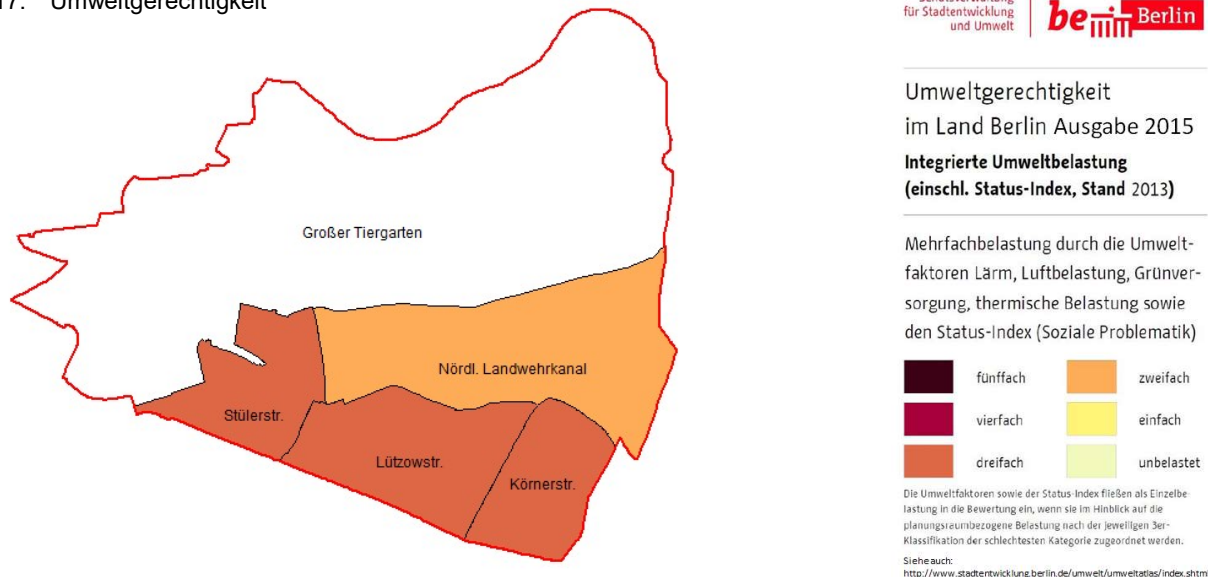 17. Umweltgerechtigkeit
Großer Tiergarten
Nördl. Landwehrkanal
Stülerstr.
Lützowstr.
Körnerstr.
für Stadtentwicklung
und Umwelt
be Berlin
Umweltgerechtigkeit
im Land Berlin Ausgabe 2015
Integrierte Umweltbelastung
(einschl. Status-Index, Stand 2013)
Mehrfachbelastung durch die Umwelt-
faktoren Lärm, Luftbelastung, Grünver-
sorgung, thermische Belastung sowie
den Status-Index (Soziale Problematik)
fünffach
zweifach
vierfach
einfach
dreifach
unbelastet
Die Umweltfaktoren sowie der Status-Index fließen als Einzelbe-
lastung in die Bewertung ein, wenn sie im Hinblick auf die
planungsraumbezogene Belastung nach der jeweiligen 3er-
Klassifikation der schlechtesten Kategorie zugeordnet werden.
Siehe auch:
http://www.stadtentwicklung.berlin.de/umwelt/umweltatlas/index.shtml